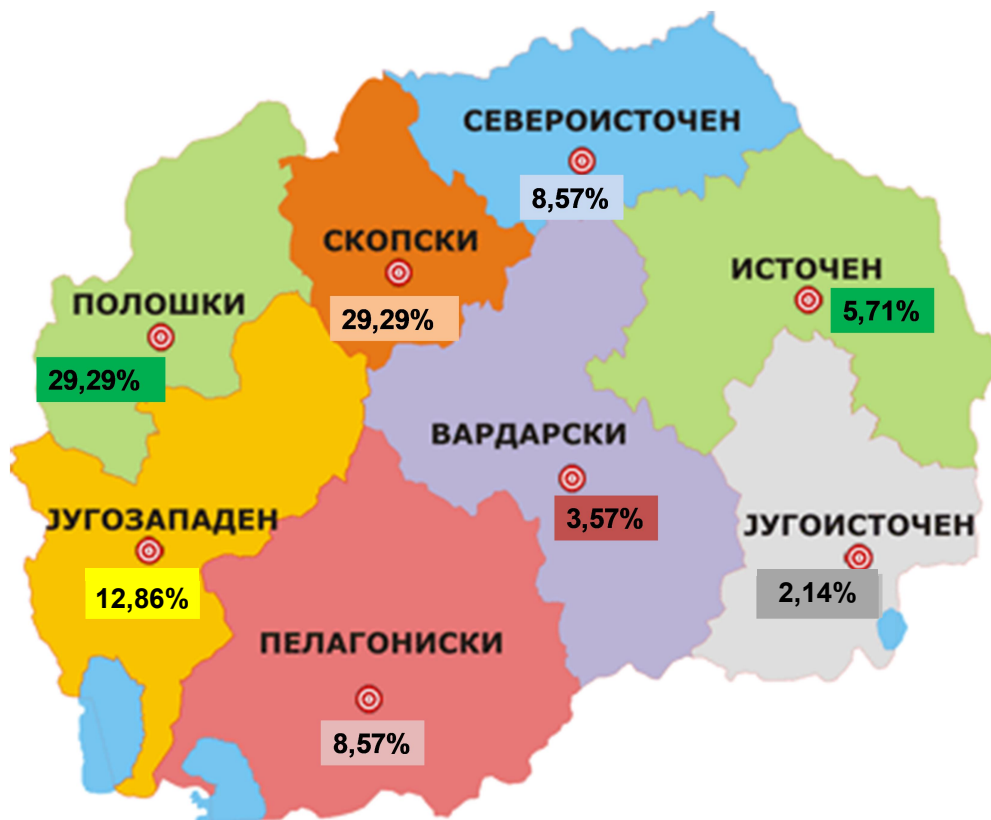 СЕВЕРОИСТОЧЕН
8,57%
СКОПСКИ
29,29%
ИСТОЧЕН
5,71%
ПОЛОШКИ
29,29%
ВАРДАРСКИ
3,57%
ЈУГОЗАПАДЕН
12,86%
ЈУГОИСТОЧЕН
2,14%
ПЕЛАГОНИСКИ
8,57%